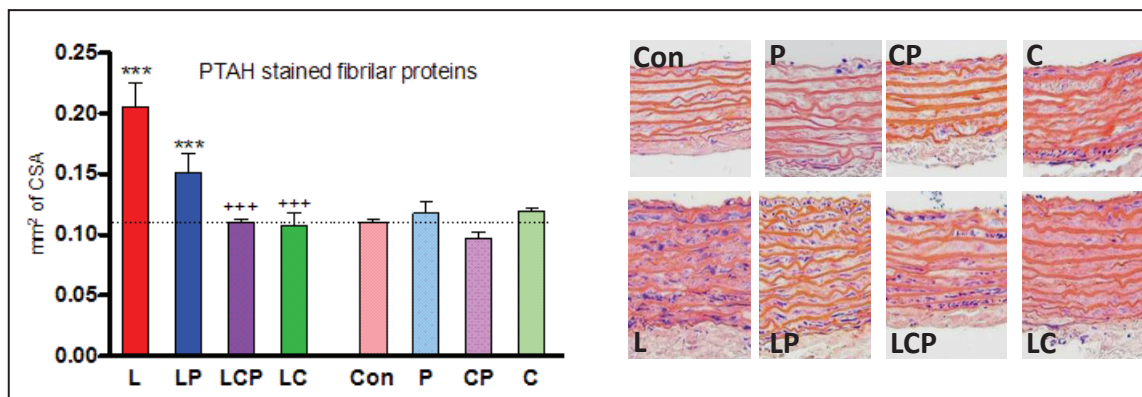 PTAH stained fibrilar proteins
mm² of CSA
0.25
0.20
0.15
0.10
0.05
0.00
***
***
+++
+++
L LP LCP LC Con P CP C
Con P CP C
L LP LCP LC